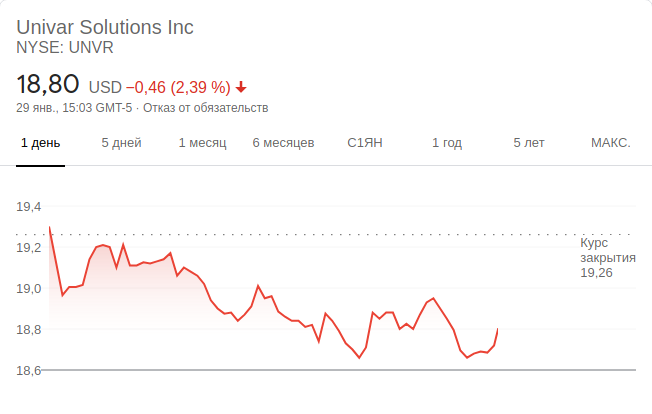 Univar Solutions Inc
NYSE: UNVR
18,80 USD −0,46 (2,39 %)
29 янв., 15:03 GMT-5 · Отказ от обязательств
1 день 5 дней 1 месяц 6 месяцев С1ЯН 1 год 5 лет МАКС.
19,4
19,2
19,0
18,8
18,6
Курс
закрытия
19,26